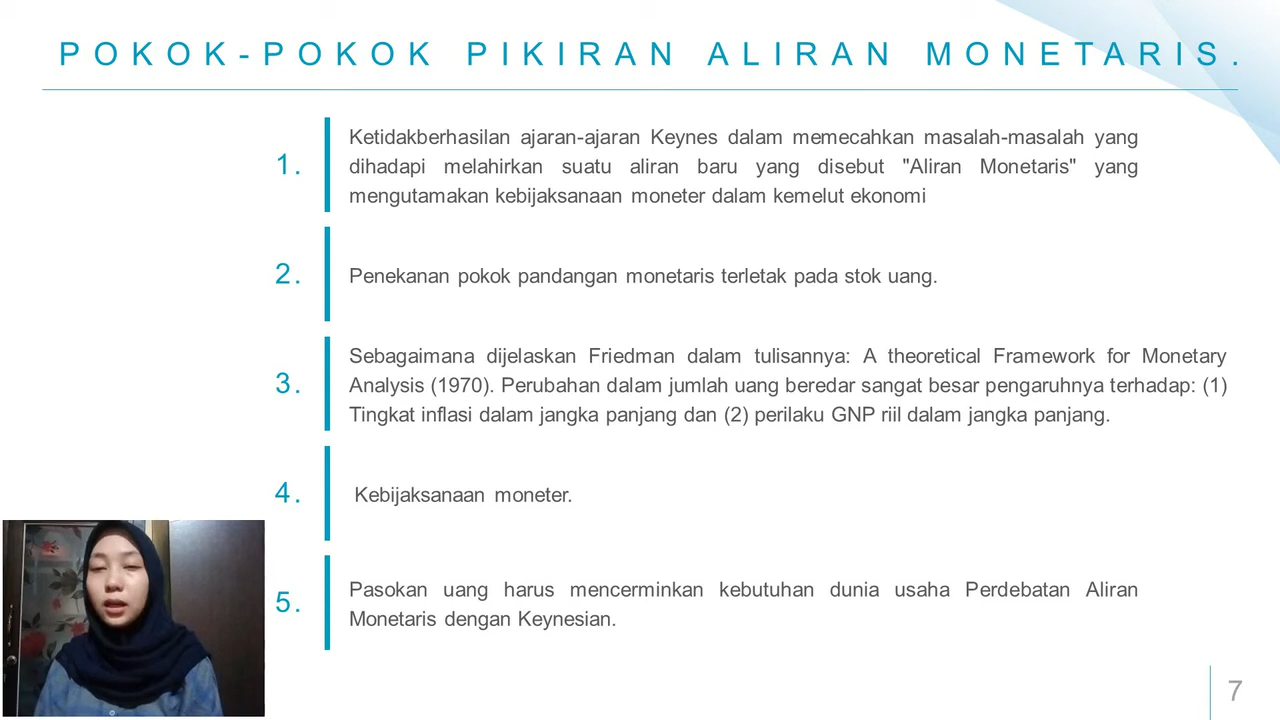 POKOK-POKOK PIKIRAN ALIRAN MONETARIS.
1.
Ketidakberhasilan ajaran-ajaran Keynes dalam memecahkan masalah-masalah yang
dihadapi melahirkan suatu aliran baru yang disebut "Aliran Monetaris" yang
mengutamakan kebijaksanaan moneter dalam kemelut ekonomi
2.
Penekanan pokok pandangan monetaris terletak pada stok uang.
3.
Sebagaimana dijelaskan Friedman dalam tulisannya: A theoretical Framework for Monetary
Analysis (1970). Perubahan dalam jumlah uang beredar sangat besar pengaruhnya terhadap: (1)
Tingkat inflasi dalam jangka panjang dan (2) perilaku GNP riil dalam jangka panjang.
4.
Kebijaksanaan moneter.
5.
Pasokan uang harus mencerminkan kebutuhan dunia usaha Perdebatan Aliran
Monetaris dengan Keynesian.
7